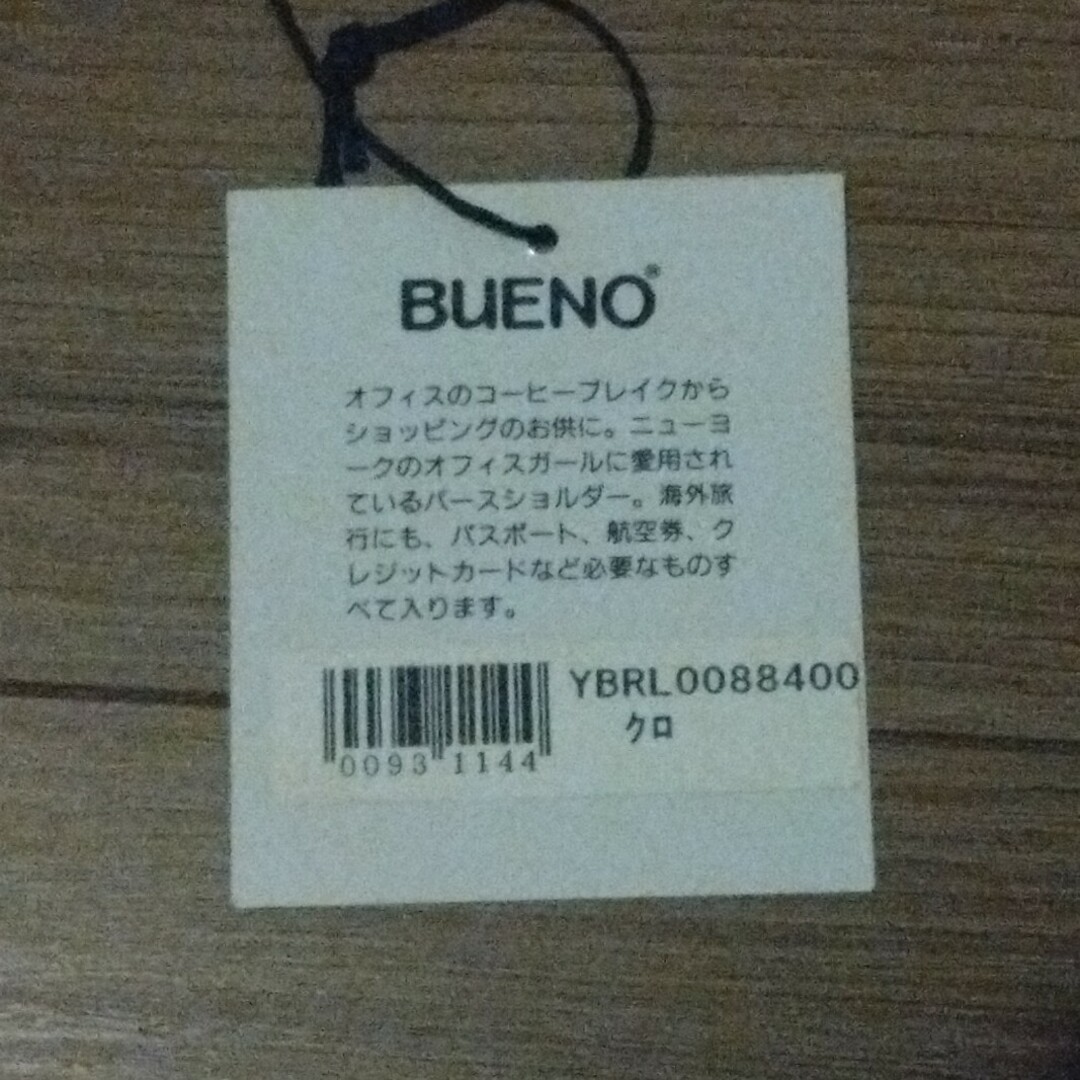 BUENO®
オフィスのコーヒーブレイクから
ショッピングのお供に。ニューヨ
ークのオフィスガールに愛用され
ているパースショルダー。海外旅
行にも、パスポート、航空券、ク
レジットカードなど必要なものす
べて入ります。
YBRL0088400
クロ
0093 1144